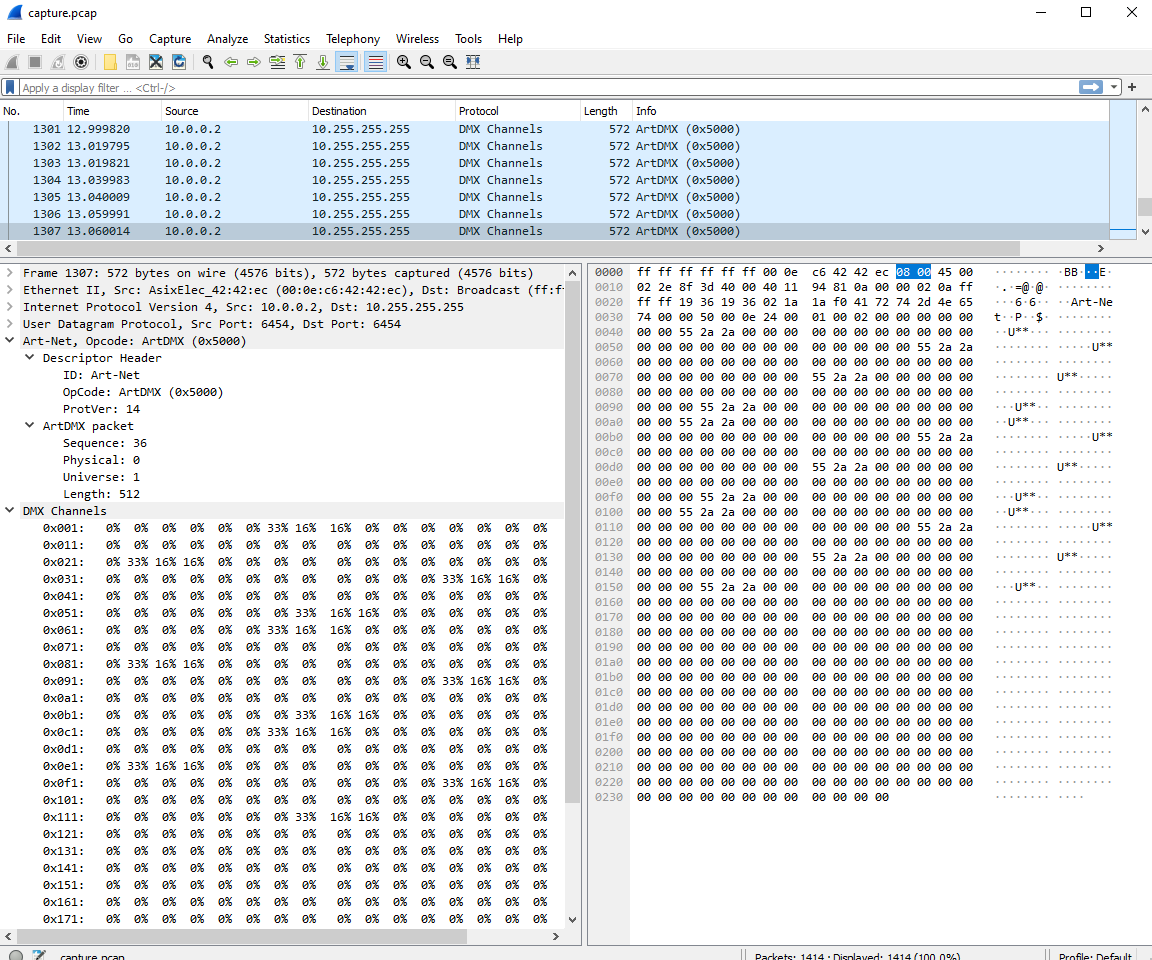 capture.pcap
File Edit View Go Capture Analyze Statistics Telephony Wireless Tools Help
Apply a display filter ... <Ctrl-/>
No. Time Source Destination Protocol Length Info
1301 12.999820 10.0.0.2 10.255.255.255 DMX Channels 572 ArtDMX (0x5000)
1302 13.019795 10.0.0.2 10.255.255.255 DMX Channels 572 ArtDMX (0x5000)
1303 13.019821 10.0.0.2 10.255.255.255 DMX Channels 572 ArtDMX (0x5000)
1304 13.039983 10.0.0.2 10.255.255.255 DMX Channels 572 ArtDMX (0x5000)
1305 13.040009 10.0.0.2 10.255.255.255 DMX Channels 572 ArtDMX (0x5000)
1306 13.059991 10.0.0.2 10.255.255.255 DMX Channels 572 ArtDMX (0x5000)
1307 13.060014 10.0.0.2 10.255.255.255 DMX Channels 572 ArtDMX (0x5000)
Frame 1307: 572 bytes on wire (4576 bits), 572 bytes captured (4576 bits)
Ethernet II, Src: AsixElec_42:42:ec (00:0e:c6:42:42:ec), Dst: Broadcast (ff:f
Internet Protocol Version 4, Src: 10.0.0.2, Dst: 10.255.255.255
User Datagram Protocol, Src Port: 6454, Dst Port: 6454
Art-Net, Opcode: ArtDMX (0x5000)
Descriptor Header
ID: Art-Net
OpCode: ArtDMX (0x5000)
ProtVer: 14
ArtDMX packet
Sequence: 36
Physical: 0
Universe: 1
Length: 512
DMX Channels
0x001: 0% 0% 0% 0% 0% 0% 33% 16% 16% 0% 0% 0% 0% 0% 0% 0%
0x011: 0% 0% 0% 0% 0% 0% 0% 0% 0% 0% 0% 0% 0% 0% 0% 0%
0x021: 0% 33% 16% 16% 0% 0% 0% 0% 0% 0% 0% 0% 0% 0% 0% 0%
0x031: 0% 0% 0% 0% 0% 0% 0% 0% 0% 0% 0% 0% 33% 16% 16% 0%
0x041: 0% 0% 0% 0% 0% 0% 0% 0% 0% 0% 0% 0% 0% 0% 0% 0%
0x051: 0% 0% 0% 0% 0% 0% 0% 33% 16% 16% 0% 0% 0% 0% 0% 0%
0x061: 0% 0% 0% 0% 0% 0% 33% 16% 16% 0% 0% 0% 0% 0% 0% 0%
0x071: 0% 0% 0% 0% 0% 0% 0% 0% 0% 0% 0% 0% 0% 0% 0% 0%
0x081: 0% 33% 16% 16% 0% 0% 0% 0% 0% 0% 0% 0% 0% 0% 0% 0%
0x091: 0% 0% 0% 0% 0% 0% 0% 0% 0% 0% 0% 0% 33% 16% 16% 0%
0x0a1: 0% 0% 0% 0% 0% 0% 0% 0% 0% 0% 0% 0% 0% 0% 0% 0%
0x0b1: 0% 0% 0% 0% 0% 0% 0% 33% 16% 16% 0% 0% 0% 0% 0% 0%
0x0c1: 0% 0% 0% 0% 0% 0% 33% 16% 16% 0% 0% 0% 0% 0% 0% 0%
0x0d1: 0% 0% 0% 0% 0% 0% 0% 0% 0% 0% 0% 0% 0% 0% 0% 0%
0x0e1: 0% 33% 16% 16% 0% 0% 0% 0% 0% 0% 0% 0% 0% 0% 0% 0%
0x0f1: 0% 0% 0% 0% 0% 0% 0% 0% 0% 0% 0% 0% 33% 16% 16% 0%
0x101: 0% 0% 0% 0% 0% 0% 0% 0% 0% 0% 0% 0% 0% 0% 0% 0%
0x111: 0% 0% 0% 0% 0% 0% 0% 33% 16% 16% 0% 0% 0% 0% 0% 0%
0x121: 0% 0% 0% 0% 0% 0% 0% 0% 0% 0% 0% 0% 0% 0% 0% 0%
0x131: 0% 0% 0% 0% 0% 0% 0% 0% 0% 0% 0% 0% 0% 0% 0% 0%
0x141: 0% 0% 0% 0% 0% 0% 0% 0% 0% 0% 0% 0% 0% 0% 0% 0%
0x151: 0% 0% 0% 0% 0% 0% 0% 0% 0% 0% 0% 0% 0% 0% 0% 0%
0x161: 0% 0% 0% 0% 0% 0% 0% 0% 0% 0% 0% 0% 0% 0% 0% 0%
0x171: 0% 0% 0% 0% 0% 0% 0% 0% 0% 0% 0% 0% 0% 0% 0% 0%
0000 ff ff ff ff ff ff 00 0e c6 42 42 ec 08 00 45 00 ········ ·BB···E·
0010 02 2e 8f 3d 40 00 40 11 94 81 0a 00 00 02 0a ff ·.·=@·@· ········
0020 ff ff 19 36 19 36 02 1a 1a f0 41 72 74 2d 4e 65 ···6·6·· ··Art-Ne
0030 74 00 00 50 00 0e 24 00 01 00 02 00 00 00 00 00 t··P··$· ········
0040 00 00 55 2a 2a 00 00 00 00 00 00 00 00 00 00 00 ··U**··· ········
0050 00 00 00 00 00 00 00 00 00 00 00 00 00 55 2a 2a ········ ·····U**
0060 00 00 00 00 00 00 00 00 00 00 00 00 00 00 00 00 ········ ········
0070 00 00 00 00 00 00 00 00 55 2a 2a 00 00 00 00 00 ········ U**·····
0080 00 00 00 00 00 00 00 00 00 00 00 00 00 00 00 00 ········ ········
0090 00 00 00 55 2a 2a 00 00 00 00 00 00 00 00 00 00 ···U**·· ········
00a0 00 00 55 2a 2a 00 00 00 00 00 00 00 00 00 00 00 ··U**··· ········
00b0 00 00 00 00 00 00 00 00 00 00 00 00 00 55 2a 2a ········ ·····U**
00c0 00 00 00 00 00 00 00 00 00 00 00 00 00 00 00 00 ········ ········
00d0 00 00 00 00 00 00 00 00 55 2a 2a 00 00 00 00 00 ········ U**·····
00e0 00 00 00 00 00 00 00 00 00 00 00 00 00 00 00 00 ········ ········
00f0 00 00 00 55 2a 2a 00 00 00 00 00 00 00 00 00 00 ···U**·· ········
0100 00 00 55 2a 2a 00 00 00 00 00 00 00 00 00 00 00 ··U**··· ········
0110 00 00 00 00 00 00 00 00 00 00 00 00 00 55 2a 2a ········ ·····U**
0120 00 00 00 00 00 00 00 00 00 00 00 00 00 00 00 00 ········ ········
0130 00 00 00 00 00 00 00 00 55 2a 2a 00 00 00 00 00 ········ U**·····
0140 00 00 00 00 00 00 00 00 00 00 00 00 00 00 00 00 ········ ········
0150 00 00 00 55 2a 2a 00 00 00 00 00 00 00 00 00 00 ···U**·· ········
0160 00 00 00 00 00 00 00 00 00 00 00 00 00 00 00 00 ········ ········
0170 00 00 00 00 00 00 00 00 00 00 00 00 00 00 00 00 ········ ········
0180 00 00 00 00 00 00 00 00 00 00 00 00 00 00 00 00 ········ ········
0190 00 00 00 00 00 00 00 00 00 00 00 00 00 00 00 00 ········ ········
01a0 00 00 00 00 00 00 00 00 00 00 00 00 00 00 00 00 ········ ········
01b0 00 00 00 00 00 00 00 00 00 00 00 00 00 00 00 00 ········ ········
01c0 00 00 00 00 00 00 00 00 00 00 00 00 00 00 00 00 ········ ········
01d0 00 00 00 00 00 00 00 00 00 00 00 00 00 00 00 00 ········ ········
01e0 00 00 00 00 00 00 00 00 00 00 00 00 00 00 00 00 ········ ········
01f0 00 00 00 00 00 00 00 00 00 00 00 00 00 00 00 00 ········ ········
0200 00 00 00 00 00 00 00 00 00 00 00 00 00 00 00 00 ········ ········
0210 00 00 00 00 00 00 00 00 00 00 00 00 00 00 00 00 ········ ········
0220 00 00 00 00 00 00 00 00 00 00 00 00 00 00 00 00 ········ ········
0230 00 00 00 00 00 00 00 00 00 00 00 00 ········ ····
capture.pcap Packets: 1414 · Displayed: 1414 (100.0%) Profile: Default